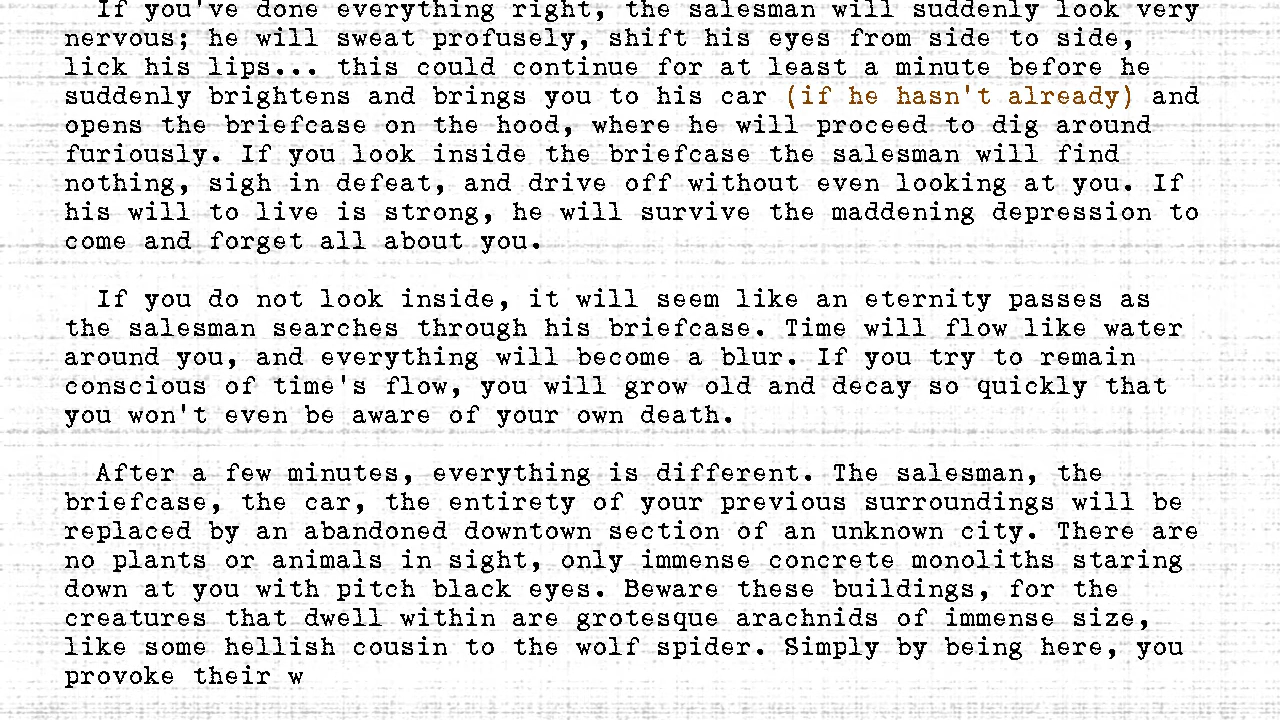 If you've done everything right, the salesman will suddenly look very
nervous; he will sweat profusely, shift his eyes from side to side,
lick his lips... this could continue for at least a minute before he
suddenly brightens and brings you to his car (if he hasn't already) and
opens the briefcase on the hood, where he will proceed to dig around
furiously. If you look inside the briefcase the salesman will find
nothing, sigh in defeat, and drive off without even looking at you. If
his will to live is strong, he will survive the maddening depression to
come and forget all about you.
If you do not look inside, it will seem like an eternity passes as
the salesman searches through his briefcase. Time will flow like water
around you, and everything will become a blur. If you try to remain
conscious of time's flow, you will grow old and decay so quickly that
you won't even be aware of your own death.
After a few minutes, everything is different. The salesman, the
briefcase, the car, the entirety of your previous surroundings will be
replaced by an abandoned downtown section of an unknown city. There are
no plants or animals in sight, only immense concrete monoliths staring
down at you with pitch black eyes. Beware these buildings, for the
creatures that dwell within are grotesque arachnids of immense size,
like some hellish cousin to the wolf spider. Simply by being here, you
provoke their w